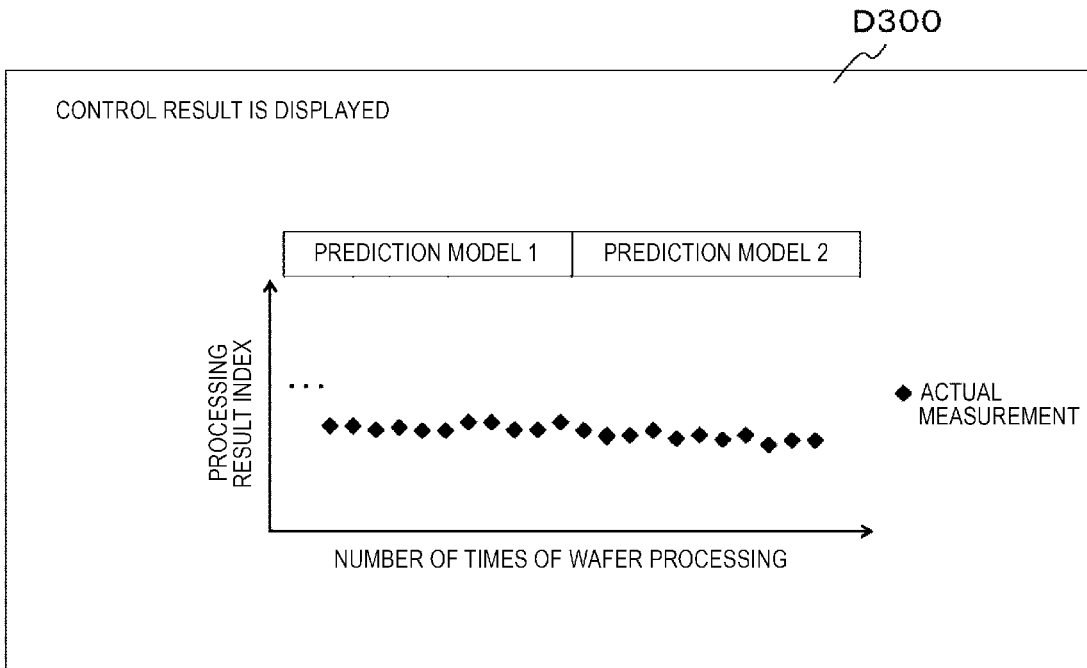 D300
CONTROL RESULT IS DISPLAYED
PREDICTION MODEL 1
PREDICTION MODEL 2
PROCESSING
RESULT INDEX
...
ACTUAL
MEASUREMENT
NUMBER OF TIMES OF WAFER PROCESSING